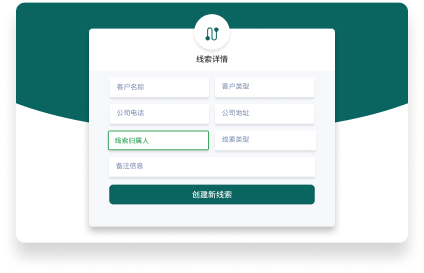 线索详情
客户名称
客户类型
公司电话
公司地址
线索归属人
线索类型
备注信息
创建新线索